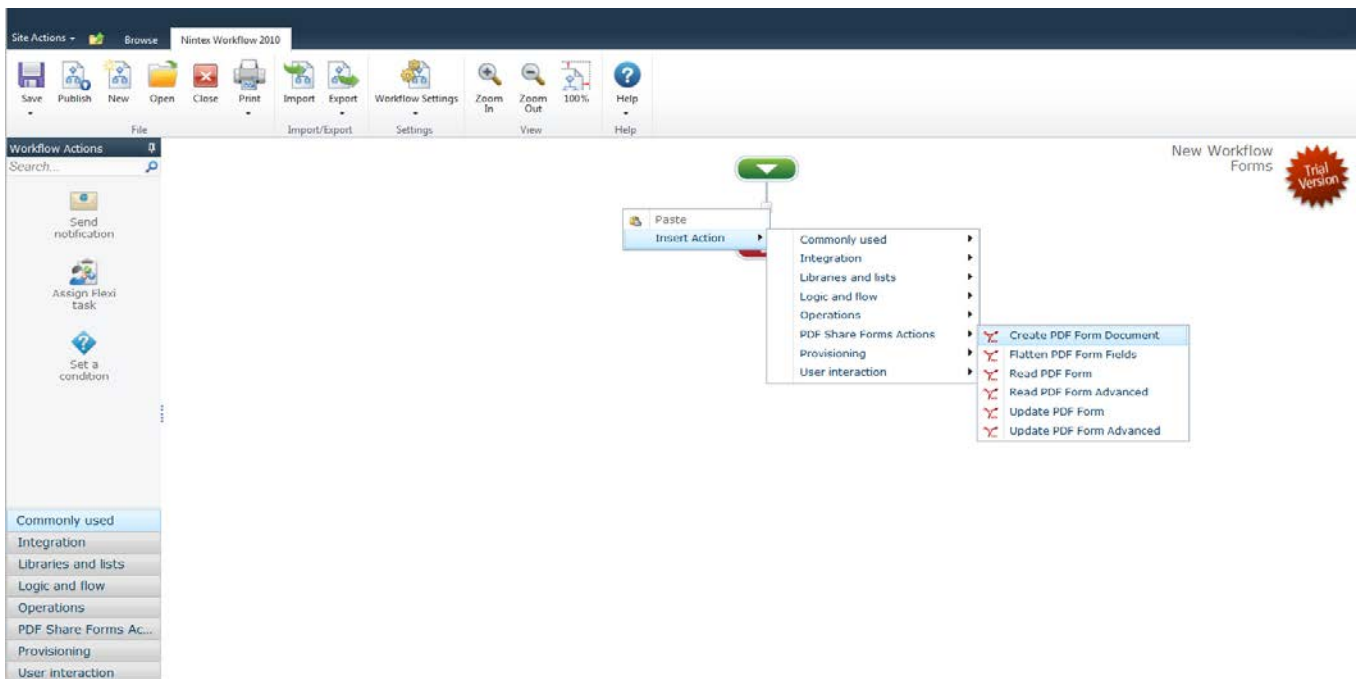 Site Actions
Browse
Nintex Workflow 2010
Save
Publish
New
Open
Close
Print
Import
Export
Workflow Settings
Zoom
In
Zoom
Out
100%
Help
File
Import/Export
Settings
View
Help
Workflow Actions
Search...
New Workflow
Forms
Trial
Version
Send
notification
Assign Flexi
task
Set a
condition
Paste
Insert Action
Commonly used
Integration
Libraries and lists
Logic and flow
Operations
PDF Share Forms Actions
Provisioning
User interaction
Create PDF Form Document
Flatten PDF Form Fields
Read PDF Form
Read PDF Form Advanced
Update PDF Form
Update PDF Form Advanced
Commonly used
Integration
Libraries and lists
Logic and flow
Operations
PDF Share Forms Ac...
Provisioning
User interaction